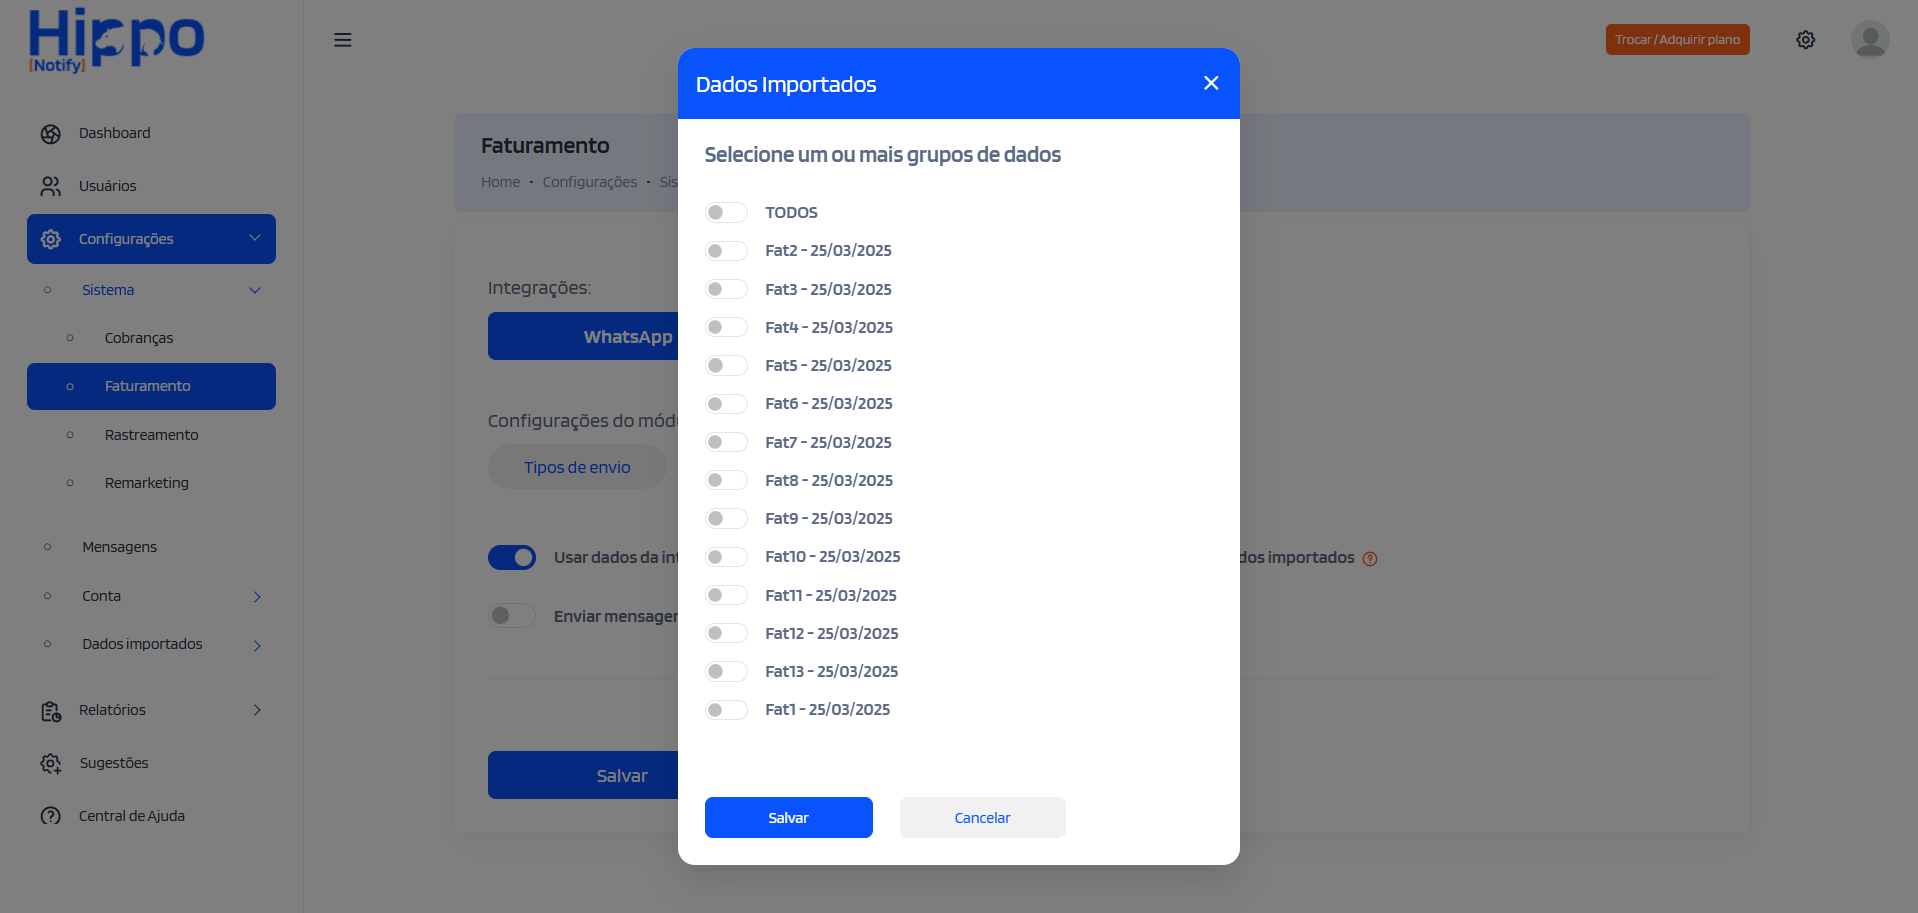 Hippo
[Notify]
Trocar/Adquirir plano
Dashboard
Usuários
Configurações
Sistema
Cobranças
Faturamento
Rastreamento
Remarketing
Mensagens
Conta
Dados importados
Relatórios
Sugestões
Central de Ajuda
Faturamento
Home • Configurações • Sis
Integrações:
WhatsApp
Configurações do mód
Tipos de envio
Usar dados da in
dos importados
Enviar mensager
Salvar
Dados Importados
Selecione um ou mais grupos de dados
TODOS
Fat2 - 25/03/2025
Fat3 - 25/03/2025
Fat4 - 25/03/2025
Fat5 - 25/03/2025
Fat6 - 25/03/2025
Fat7 - 25/03/2025
Fat8 - 25/03/2025
Fat9 - 25/03/2025
Fat10 - 25/03/2025
Fat11 - 25/03/2025
Fat12 - 25/03/2025
Fat13 - 25/03/2025
Fat1 - 25/03/2025
Salvar
Cancelar